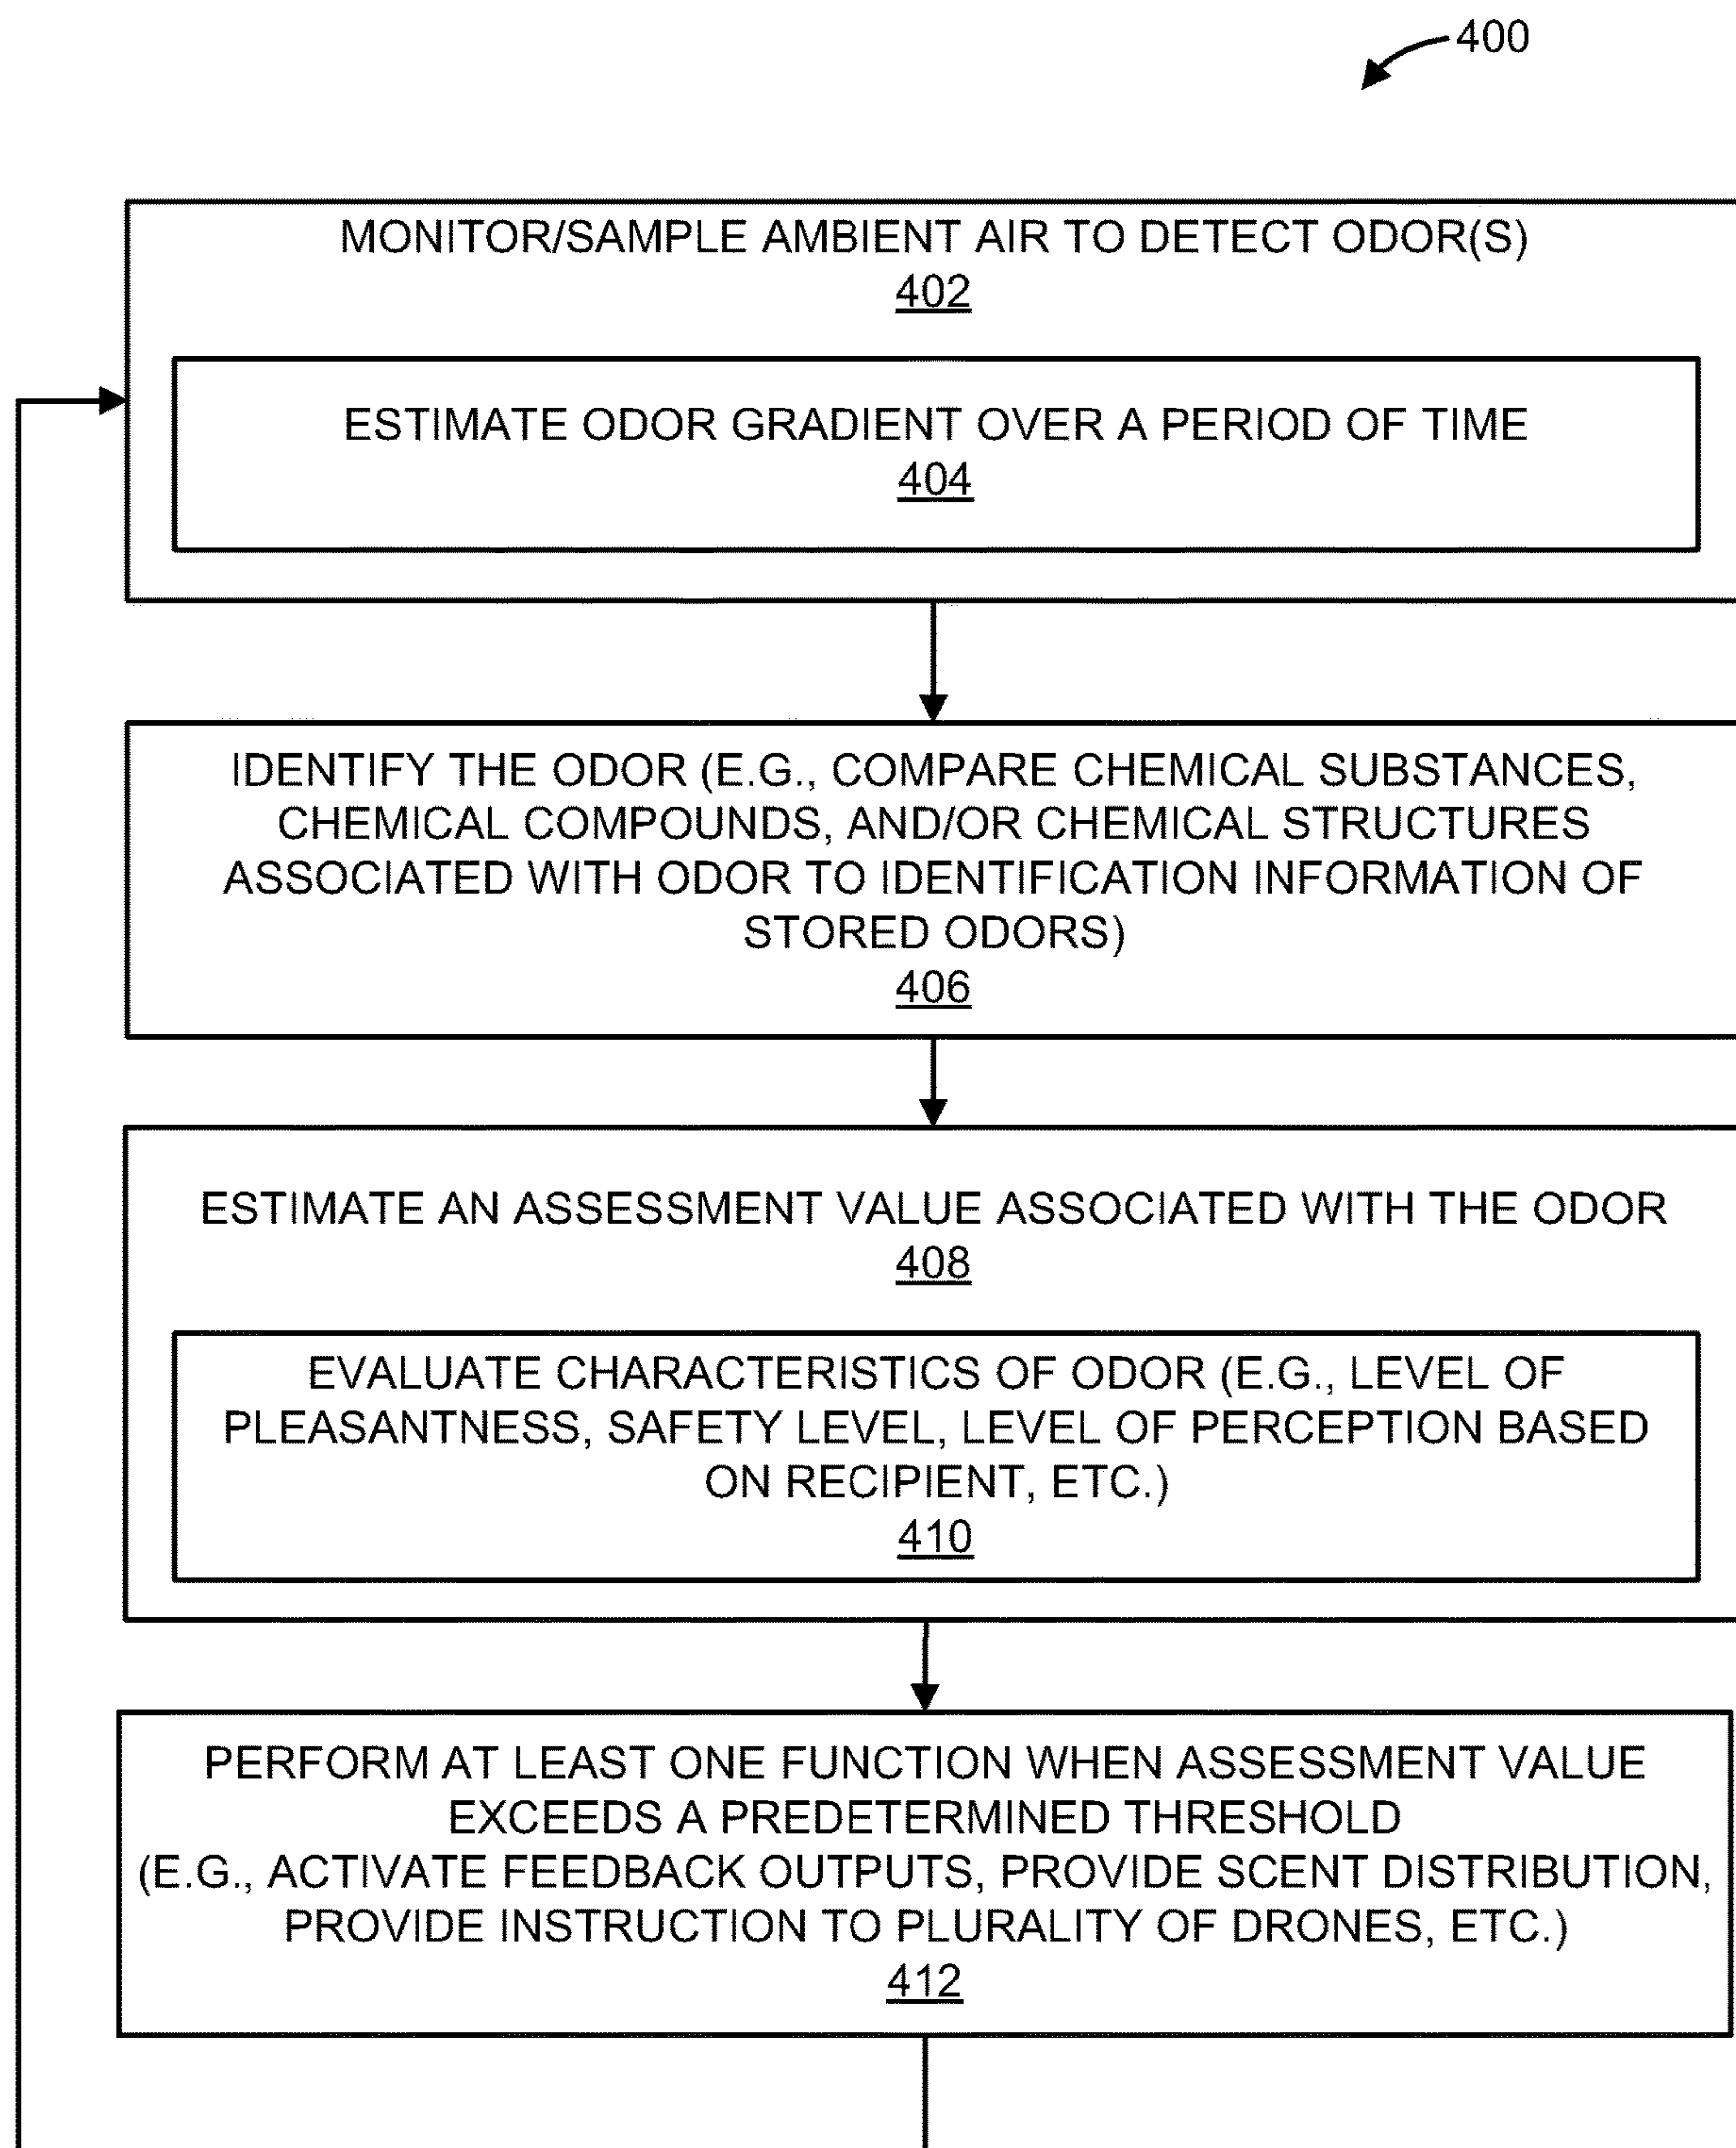 400
MONITOR/SAMPLE AMBIENT AIR TO DETECT ODOR(S)
402
ESTIMATE ODOR GRADIENT OVER A PERIOD OF TIME
404
IDENTIFY THE ODOR (E.G., COMPARE CHEMICAL SUBSTANCES,
CHEMICAL COMPOUNDS, AND/OR CHEMICAL STRUCTURES
ASSOCIATED WITH ODOR TO IDENTIFICATION INFORMATION OF
STORED ODORS)
406
ESTIMATE AN ASSESSMENT VALUE ASSOCIATED WITH THE ODOR
408
EVALUATE CHARACTERISTICS OF ODOR (E.G., LEVEL OF
PLEASANTNESS, SAFETY LEVEL, LEVEL OF PERCEPTION BASED
ON RECIPIENT, ETC.)
410
PERFORM AT LEAST ONE FUNCTION WHEN ASSESSMENT VALUE
EXCEEDS A PREDETERMINED THRESHOLD
(E.G., ACTIVATE FEEDBACK OUTPUTS, PROVIDE SCENT DISTRIBUTION,
PROVIDE INSTRUCTION TO PLURALITY OF DRONES, ETC.)
412